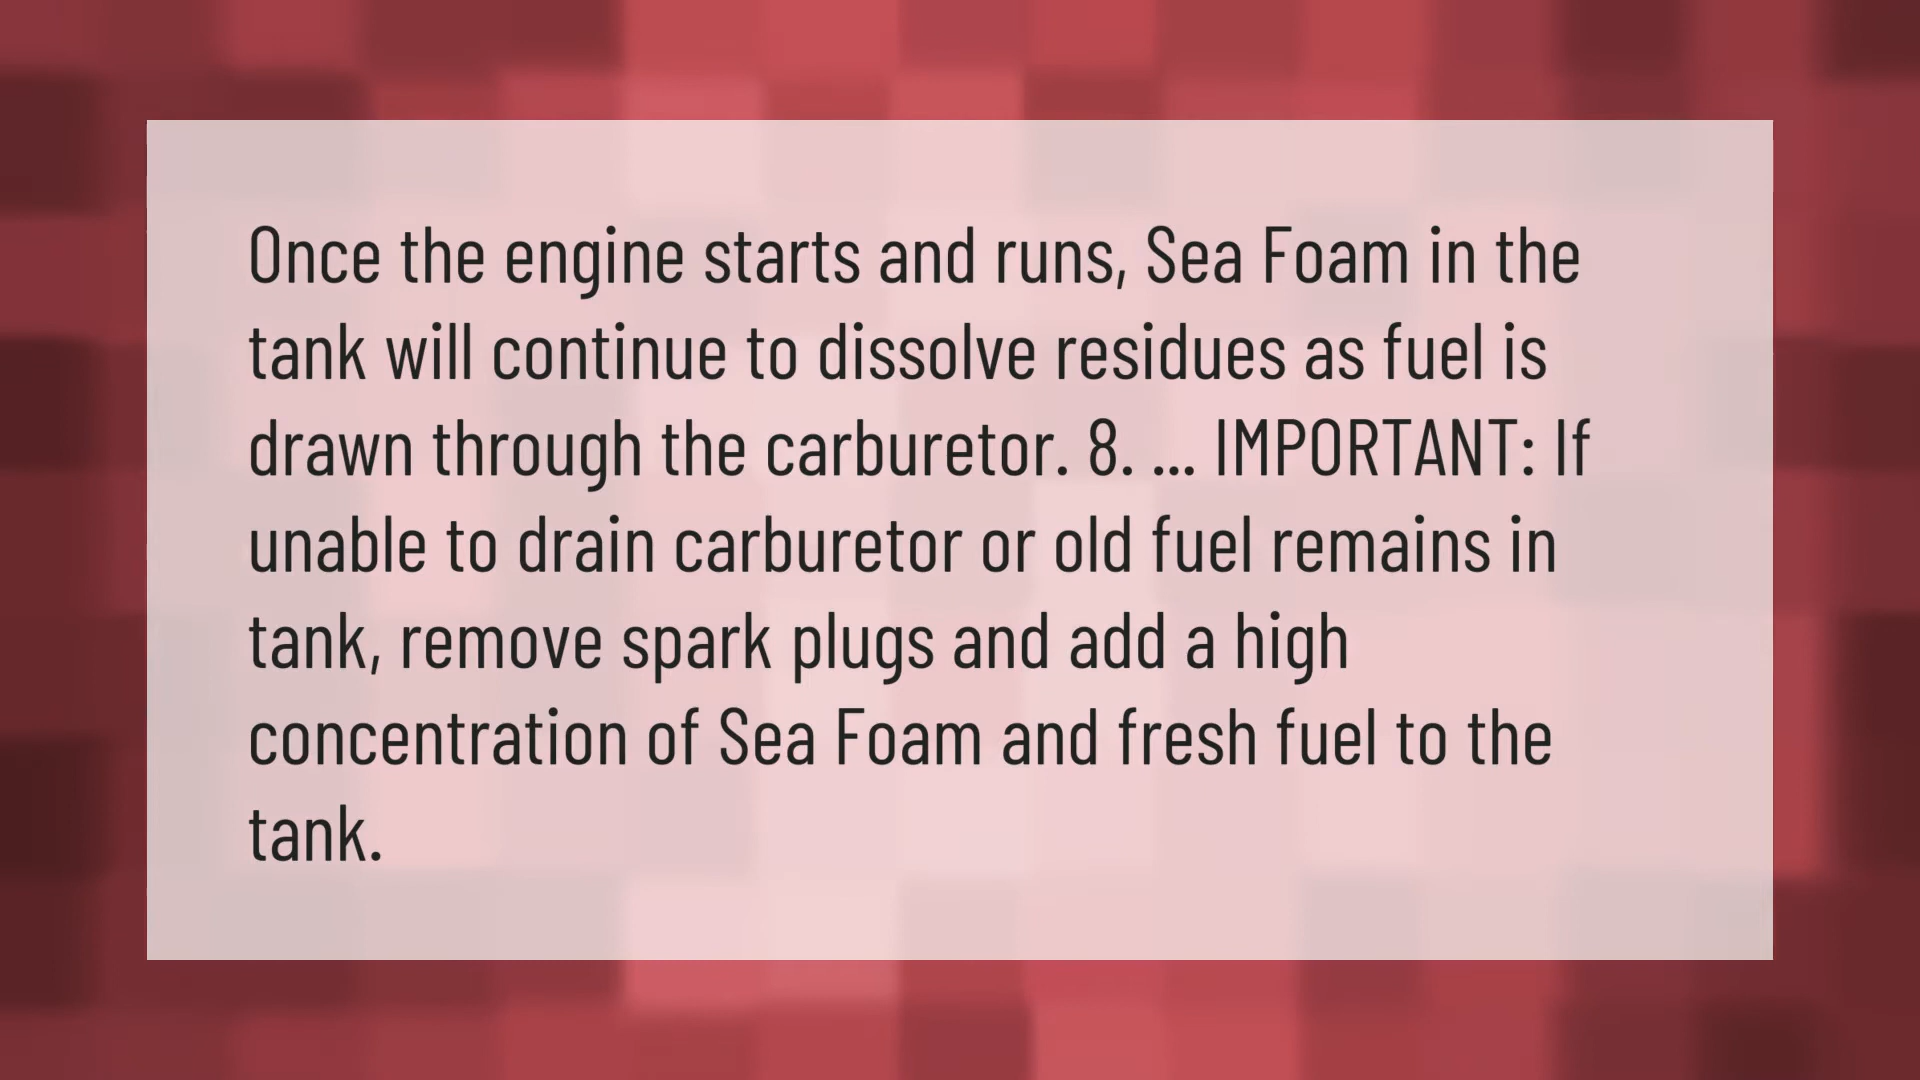 Once the engine starts and runs, Sea Foam in the
tank will continue to dissolve residues as fuel is
drawn through the carburetor. 8. ... IMPORTANT: If
unable to drain carburetor or old fuel remains in
tank, remove spark plugs and add a high
concentration of Sea Foam and fresh fuel to the
tank.